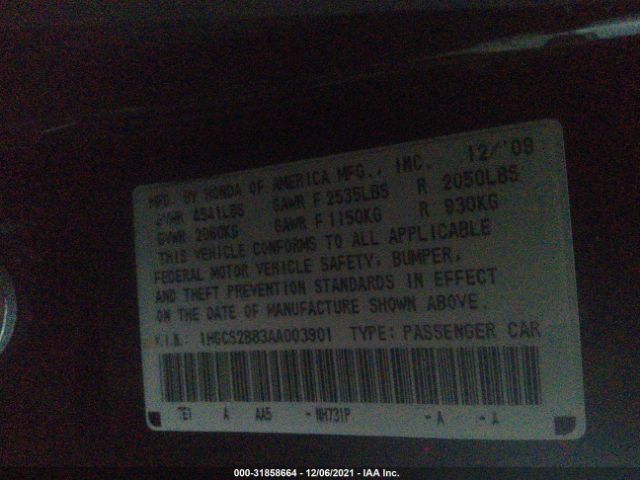 MFD. BY HONDA OF AMERICA MFG., INC. 12/'09
GVWR 4541LBS GAWR F 2535LBS R 2050LBS
GVWR 2060KG GAWR F 1150KG R 930KG
THIS VEHICLE CONFORMS TO ALL APPLICABLE
FEDERAL MOTOR VEHICLE SAFETY, BUMPER,
AND THEFT PREVENTION STANDARDS IN EFFECT
ON THE DATE OF MANUFACTURE SHOWN ABOVE.
V.I.N.: 1HGCS2B83AA003901 TYPE: PASSENGER CAR
TE1 A AA5 -NH731P -A -X
000-31858664 - 12/06/2021 - IAA Inc.